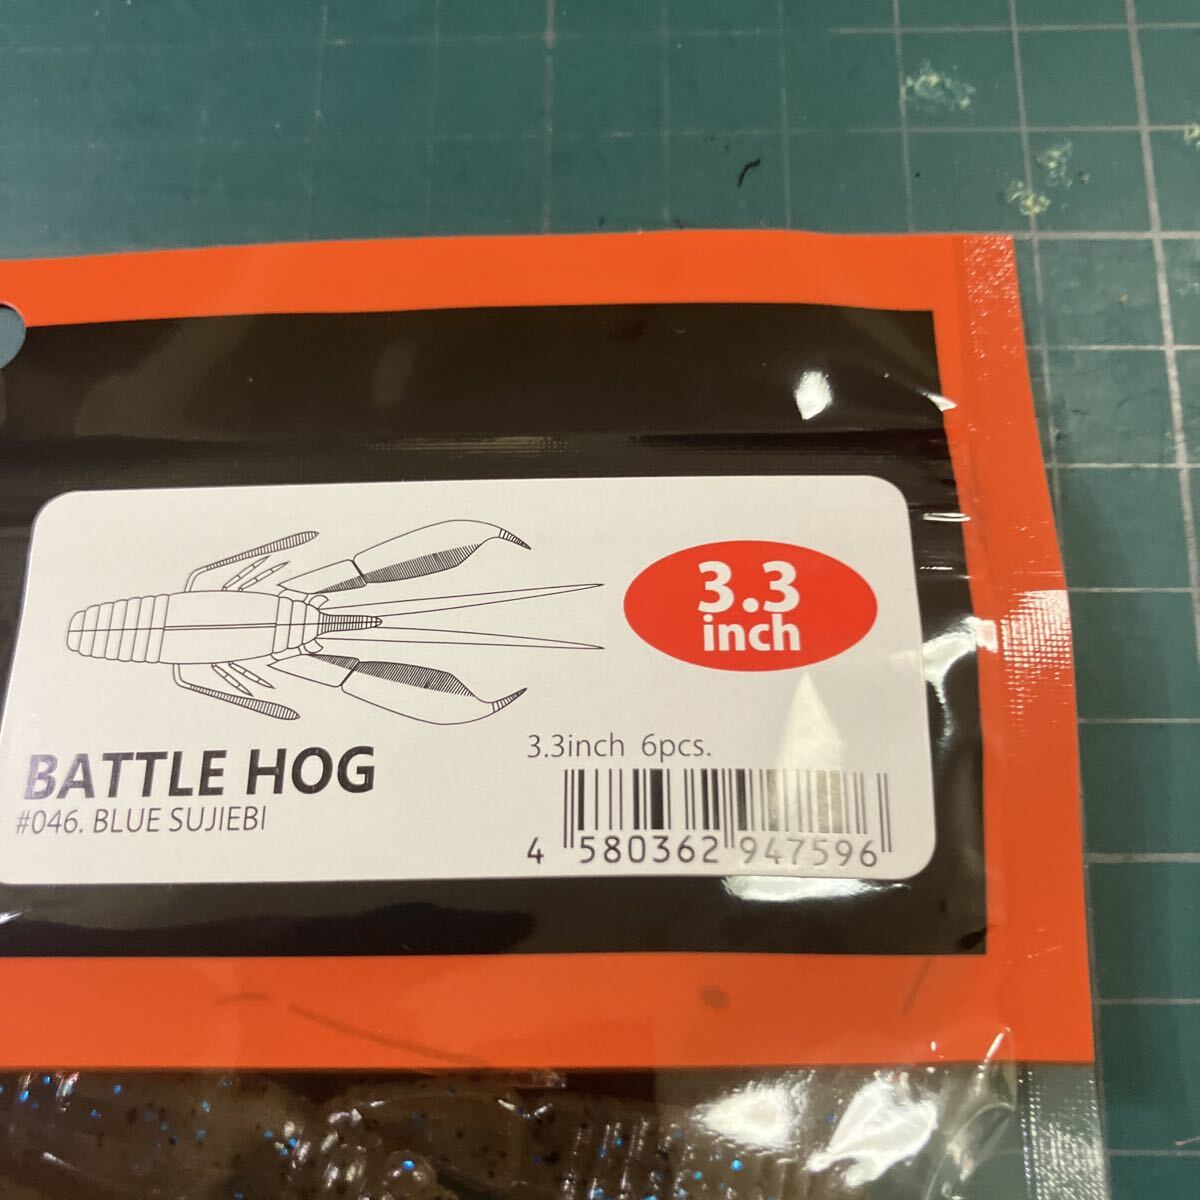 3.3
inch
BATTLE HOG
#046. BLUE SUJIEBI
3.3inch 6pcs.
4 580362 947596